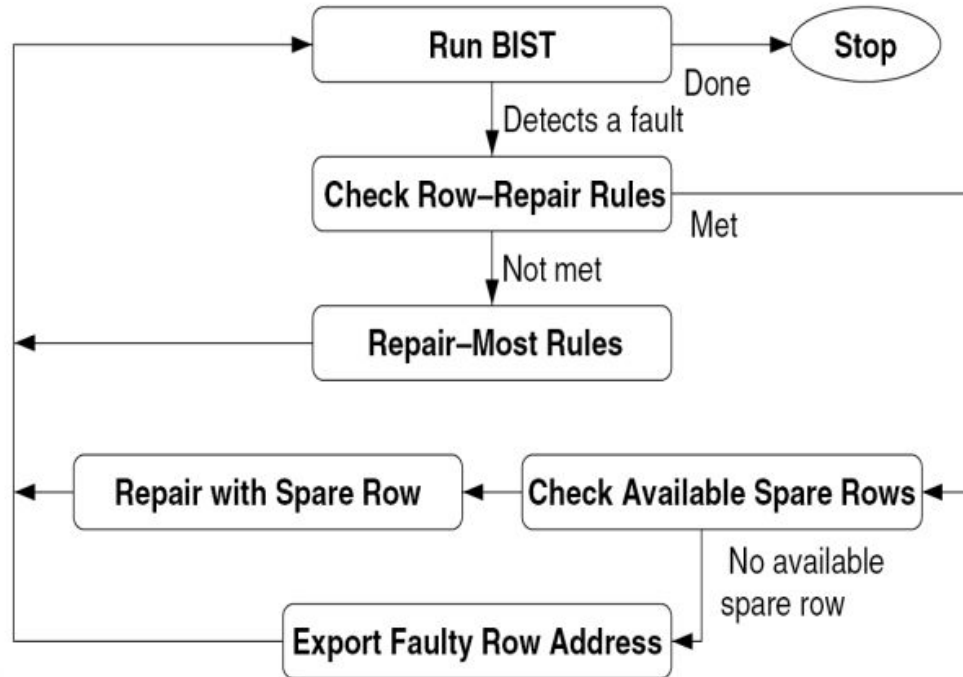 Run BIST
Stop
Done
Detects a fault
Check Row–Repair Rules
Met
Not met
Repair–Most Rules
Repair with Spare Row
Check Available Spare Rows
No available
spare row
Export Faulty Row Address